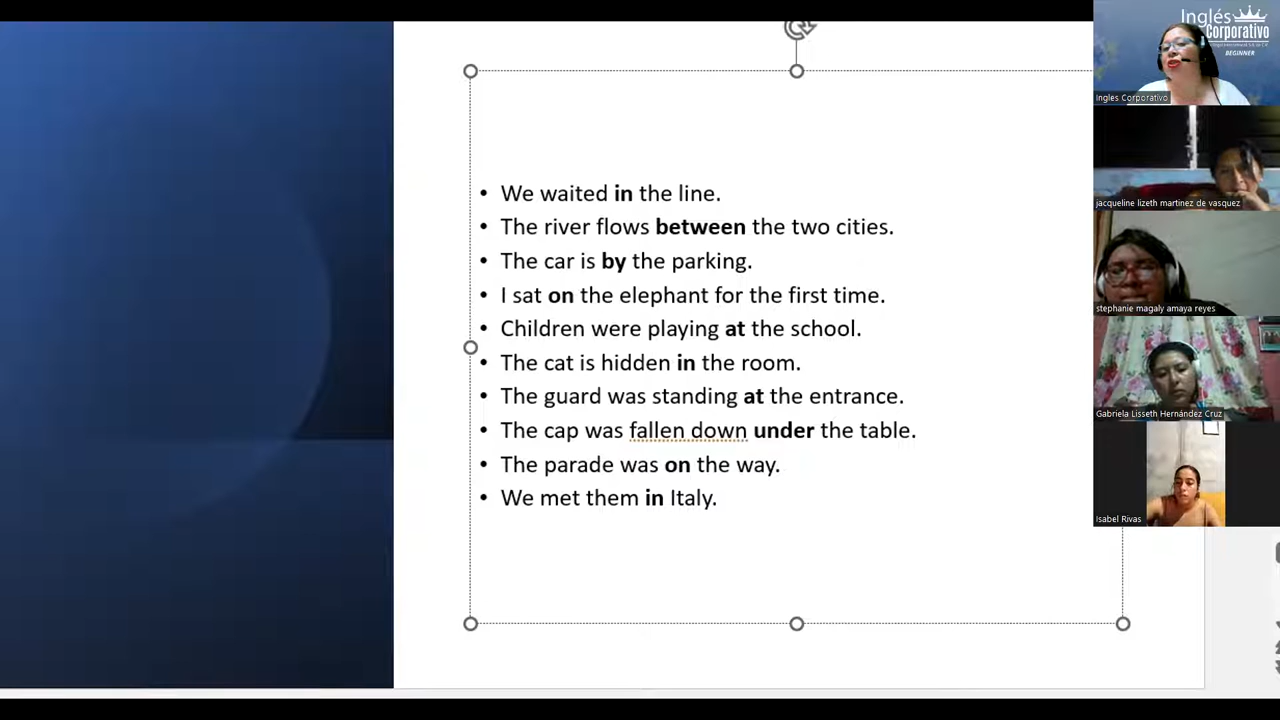 • We waited in the line.
• The river flows between the two cities.
• The car is by the parking.
• I sat on the elephant for the first time.
• Children were playing at the school.
• The cat is hidden in the room.
• The guard was standing at the entrance.
• The cap was fallen down under the table.
• The parade was on the way.
• We met them in Italy.
Inglés
Corporativo
BEGINNER
Ingles Corporativo
jacqueline lizeth martinez de vasquez
stephanie magaly amaya reyes
Gabriela Lisseth Hernández Cruz
Isabel Rivas